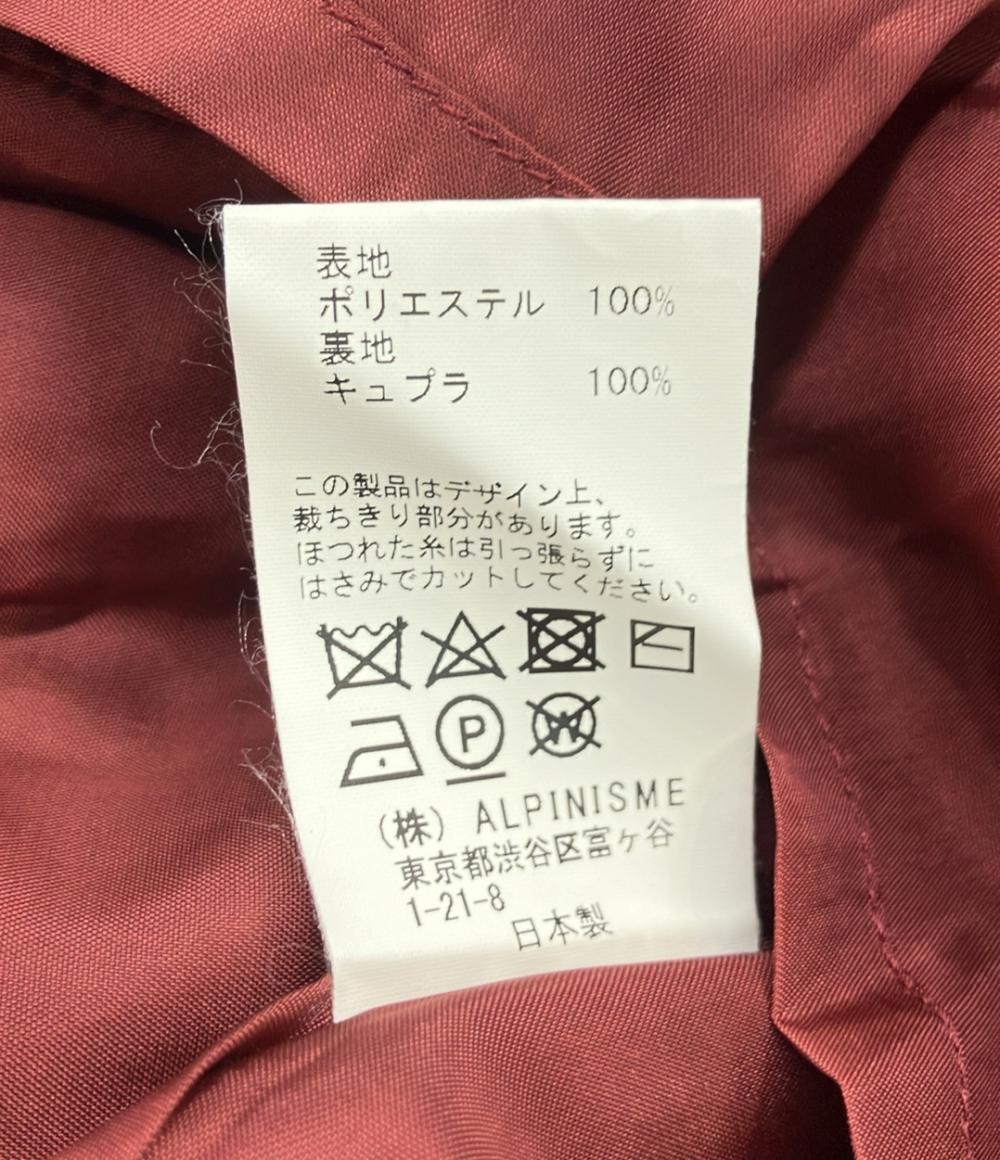 表地
ポリエステル 100%
裏地
キュプラ 100%
この製品はデザイン上、
裁ちきり部分があります。
ほつれた糸は引っ張らずに
はさみでカットしてください。
P W
(株) ALPINISME
東京都渋谷区富ケ谷
1-21-8
日本製